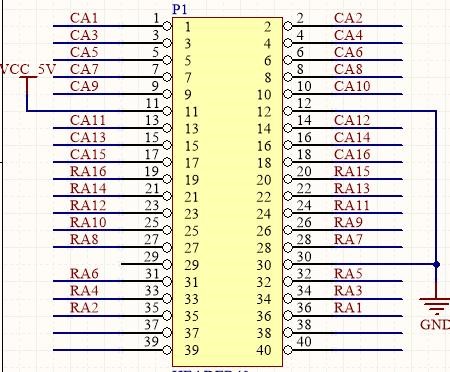 P1
CA1 1 1 2 2 CA2
CA3 3 3 4 4 CA4
CA5 5 5 6 6 CA6
VCC_5V CA7 7 7 8 8 CA8
CA9 9 9 10 10 CA10
11 11 12 12
CA11 13 13 14 14 CA12
CA13 15 15 16 16 CA14
CA15 17 17 18 18 CA16
RA16 19 19 20 20 RA15
RA14 21 21 22 22 RA13
RA12 23 23 24 24 RA11
RA10 25 25 26 26 RA9
RA8 27 27 28 28 RA7
29 29 30 30
RA6 31 31 32 32 RA5
RA4 33 33 34 34 RA3
RA2 35 35 36 36 RA1
GND
37 37 38 38
39 39 40 40